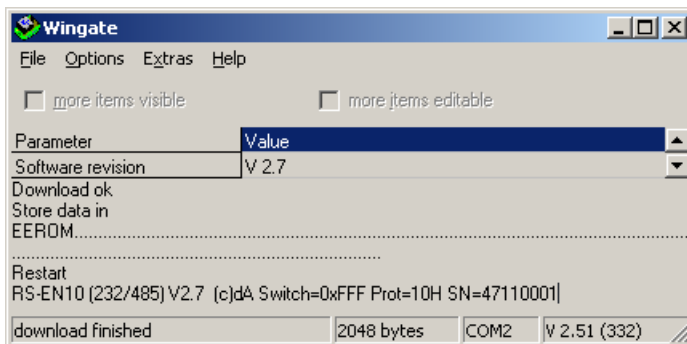 Wingate
File Options Extras Help
more items visible more items editable
Parameter Value
Software revision V 2.7
Download ok
Store data in
EEROM.......................................................................................................................................................
............................................................................................
Restart
RS-EN10 (232/485) V2.7 (c)dA Switch=0xFFF Prot=10H SN=47110001
download finished 2048 bytes COM2 V 2.51 (332)